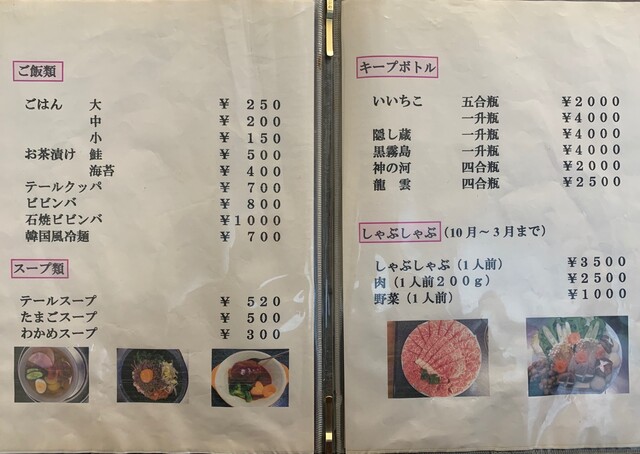 ご飯類
ごはん 大 ¥ 250
中 ¥ 200
小 ¥ 150
お茶漬け 鮭 ¥ 500
海苔 ¥ 400
テールクッパ ¥ 700
ビビンバ ¥ 800
石焼ビビンバ ¥1000
韓国風冷麺 ¥ 700
スープ類
テールスープ ¥ 520
たまごスープ ¥ 500
わかめスープ ¥ 300
キープボトル
いいちこ 五合瓶 ¥2000
一升瓶 ¥4000
隠し蔵 一升瓶 ¥4000
黒霧島 一升瓶 ¥4000
神の河 四合瓶 ¥2000
龍 雲 四合瓶 ¥2500
しゃぶしゃぶ (10月~3月まで)
しゃぶしゃぶ (1人前) ¥3500
肉 (1人前200g) ¥2500
野菜 (1人前) ¥1000